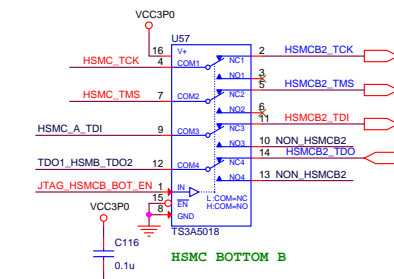 VCC3P0
U57
16 V+
HSMC_TCK 4 COM1 NC1 2 HSMCB2_TCK
NO1 3
HSMC_TMS 7 COM2 NC2 5 HSMCB2_TMS
NO2 6
HSMC_A_TDI 9 COM3 NC3 11 HSMCB2_TDI
NO3 10 NON_HSMCB2
TDO1_HSMB_TDO2 12 COM4 NC4 14 HSMCB2_TDO
NO4 13 NON_HSMCB2
JTAG_HSMCB_BOT_EN 1 IN
15 EN L:COM=NC
8 GND H:COM=NO
TS3A5018
VCC3P0
C116
0.1u
HSMC BOTTOM B